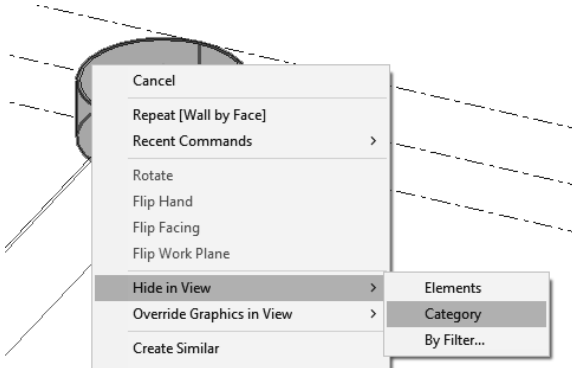 Cancel
Repeat [Wall by Face]
Recent Commands
Rotate
Flip Hand
Flip Facing
Flip Work Plane
Hide in View
Elements
Override Graphics in View
Category
By Filter...
Create Similar